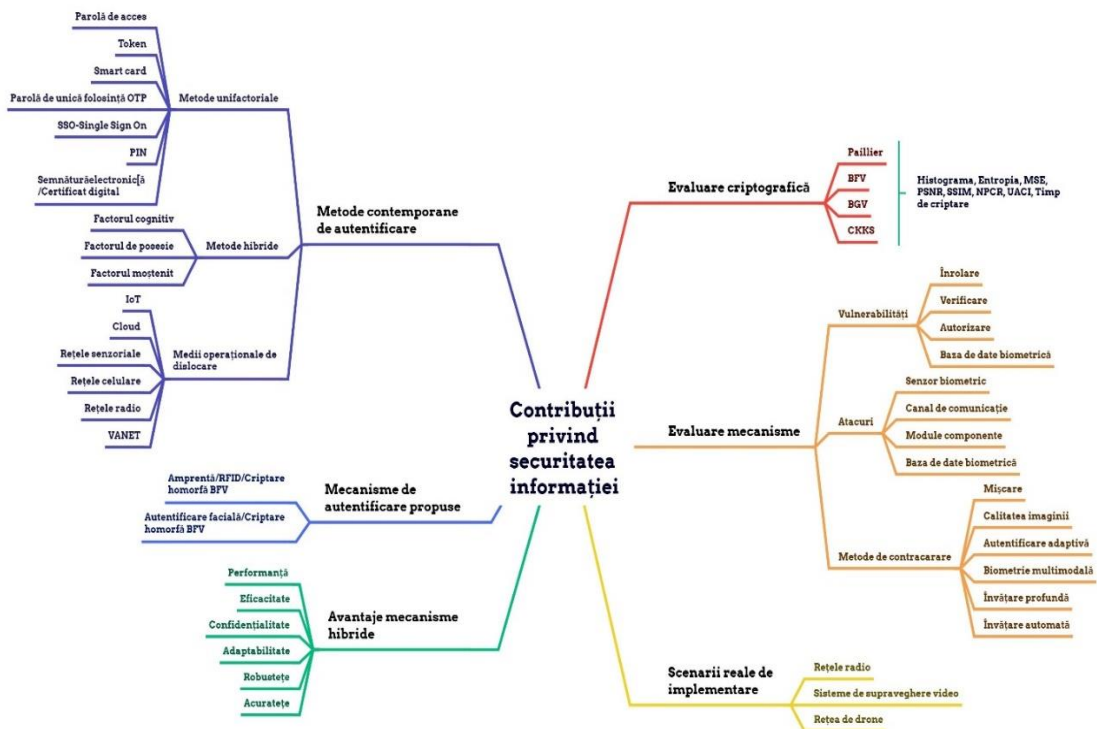 Parolă de acces
Token
Smart card
Parolă de unică folosință OTP
SSO-Single Sign On
PIN
Semnăturăelectronic[ă
/Certificat digital
Metode unifactoriale
Factorul cognitiv
Factorul de posesie
Factorul moștenit
Metode hibride
IoT
Cloud
Rețele senzoriale
Rețele celulare
Rețele radio
VANET
Medii operaționale de
dislocare
Metode contemporane
de autentificare
Amprentă/RFID/Criptare
homorfă BFV
Autentificare facială/Criptare
homorfă BFV
Mecanisme de
autentificare propuse
Performanță
Eficacitate
Confidențialitate
Adaptabilitate
Robustețe
Acuratețe
Avantaje mecanisme
hibride
Contribuții
privind
securitatea
informației
Evaluare criptografică
Paillier
BFV
BGV
CKKS
Histograma, Entropia, MSE,
PSNR, SSIM, NPCR, UACI, Timp
de criptare
Evaluare mecanisme
Vulnerabilități
Înrolare
Verificare
Autorizare
Baza de date biometrică
Atacuri
Senzor biometric
Canal de comunicație
Module componente
Baza de date biometrică
Metode de contracarare
Mișcare
Calitatea imaginii
Autentificare adaptivă
Biometrie multimodală
Învățare profundă
Învățare automată
Scenarii reale de
implementare
Rețele radio
Sisteme de supraveghere video
Rețea de drone